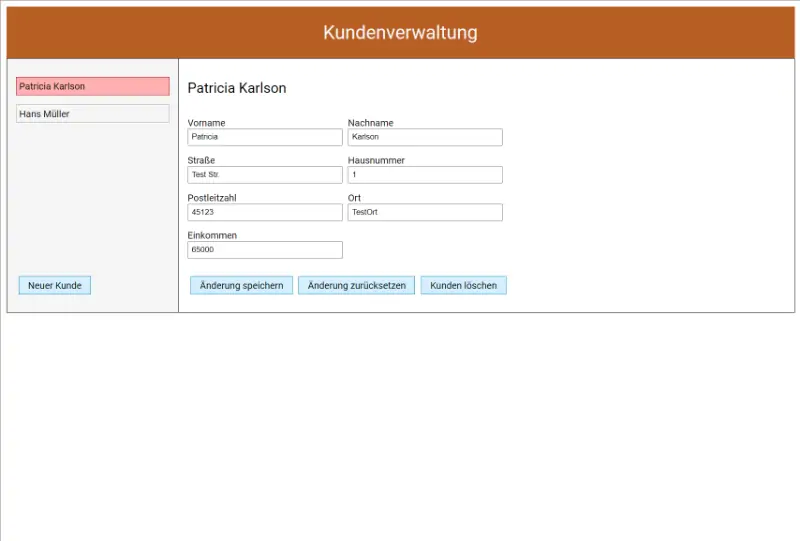 Kundenverwaltung
Patricia Karlson
Hans Müller
Neuer Kunde
Patricia Karlson
Vorname Nachname
Patricia Karlson
Straße Hausnummer
Test Str. 1
Postleitzahl Ort
45123 TestOrt
Einkommen
65000
Änderung speichern Änderung zurücksetzen Kunden löschen